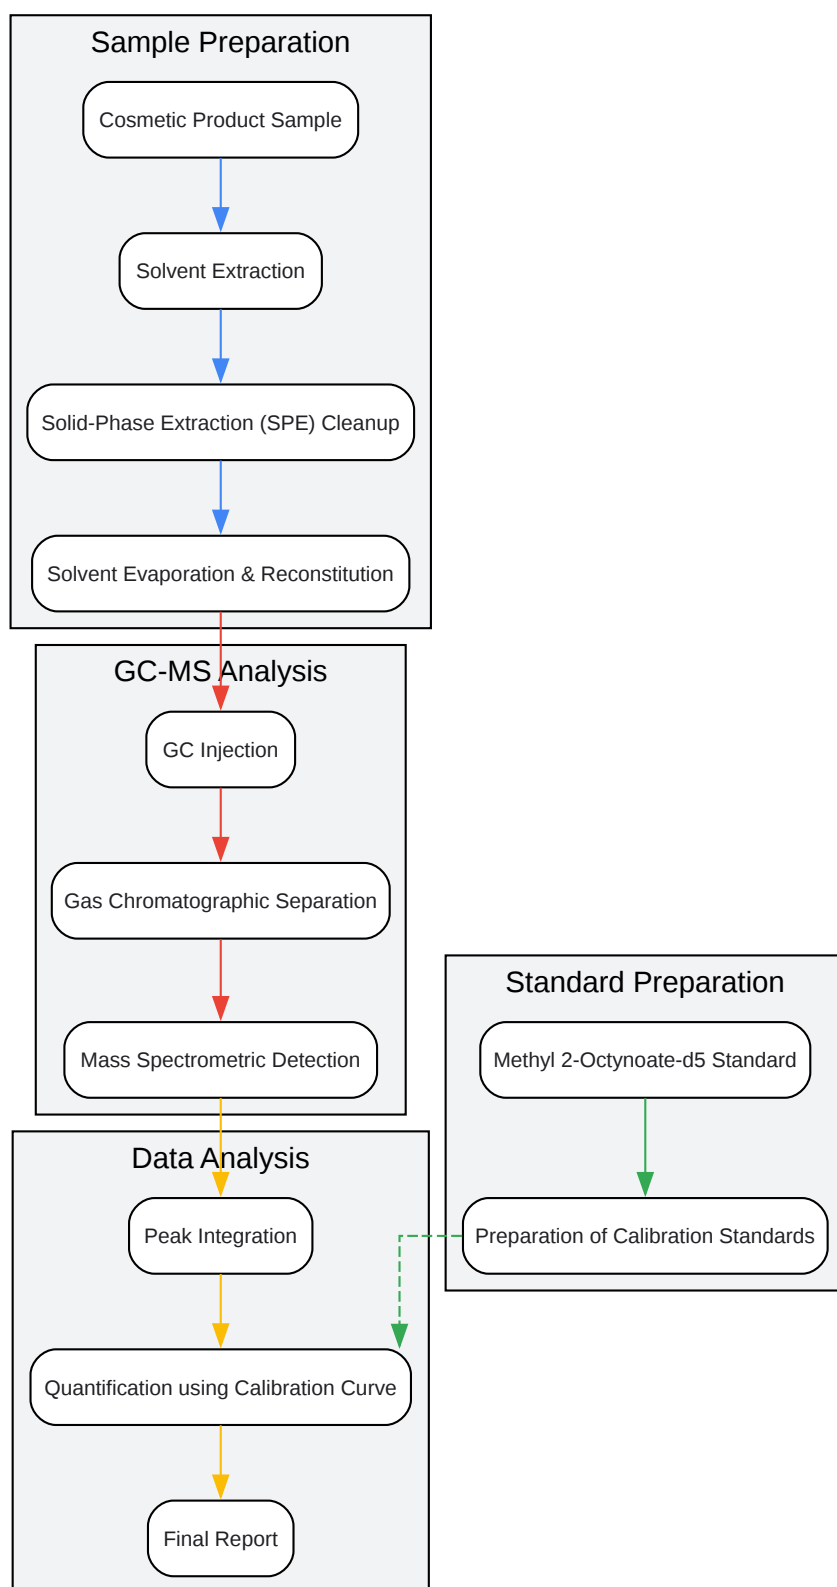 Sample Preparation
Cosmetic Product Sample
Solvent Extraction
Solid-Phase Extraction (SPE) Cleanup
Solvent Evaporation & Reconstitution
GC-MS Analysis
GC Injection
Gas Chromatographic Separation
Mass Spectrometric Detection
Standard Preparation
Methyl 2-Octynoate-d5 Standard
Preparation of Calibration Standards
Data Analysis
Peak Integration
Quantification using Calibration Curve
Final Report